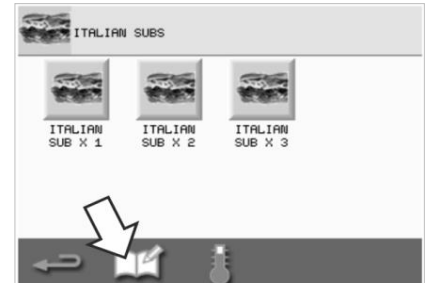 ITALIAN SUBS
ITALIAN
SUB X 1
ITALIAN
SUB X 2
ITALIAN
SUB X 3